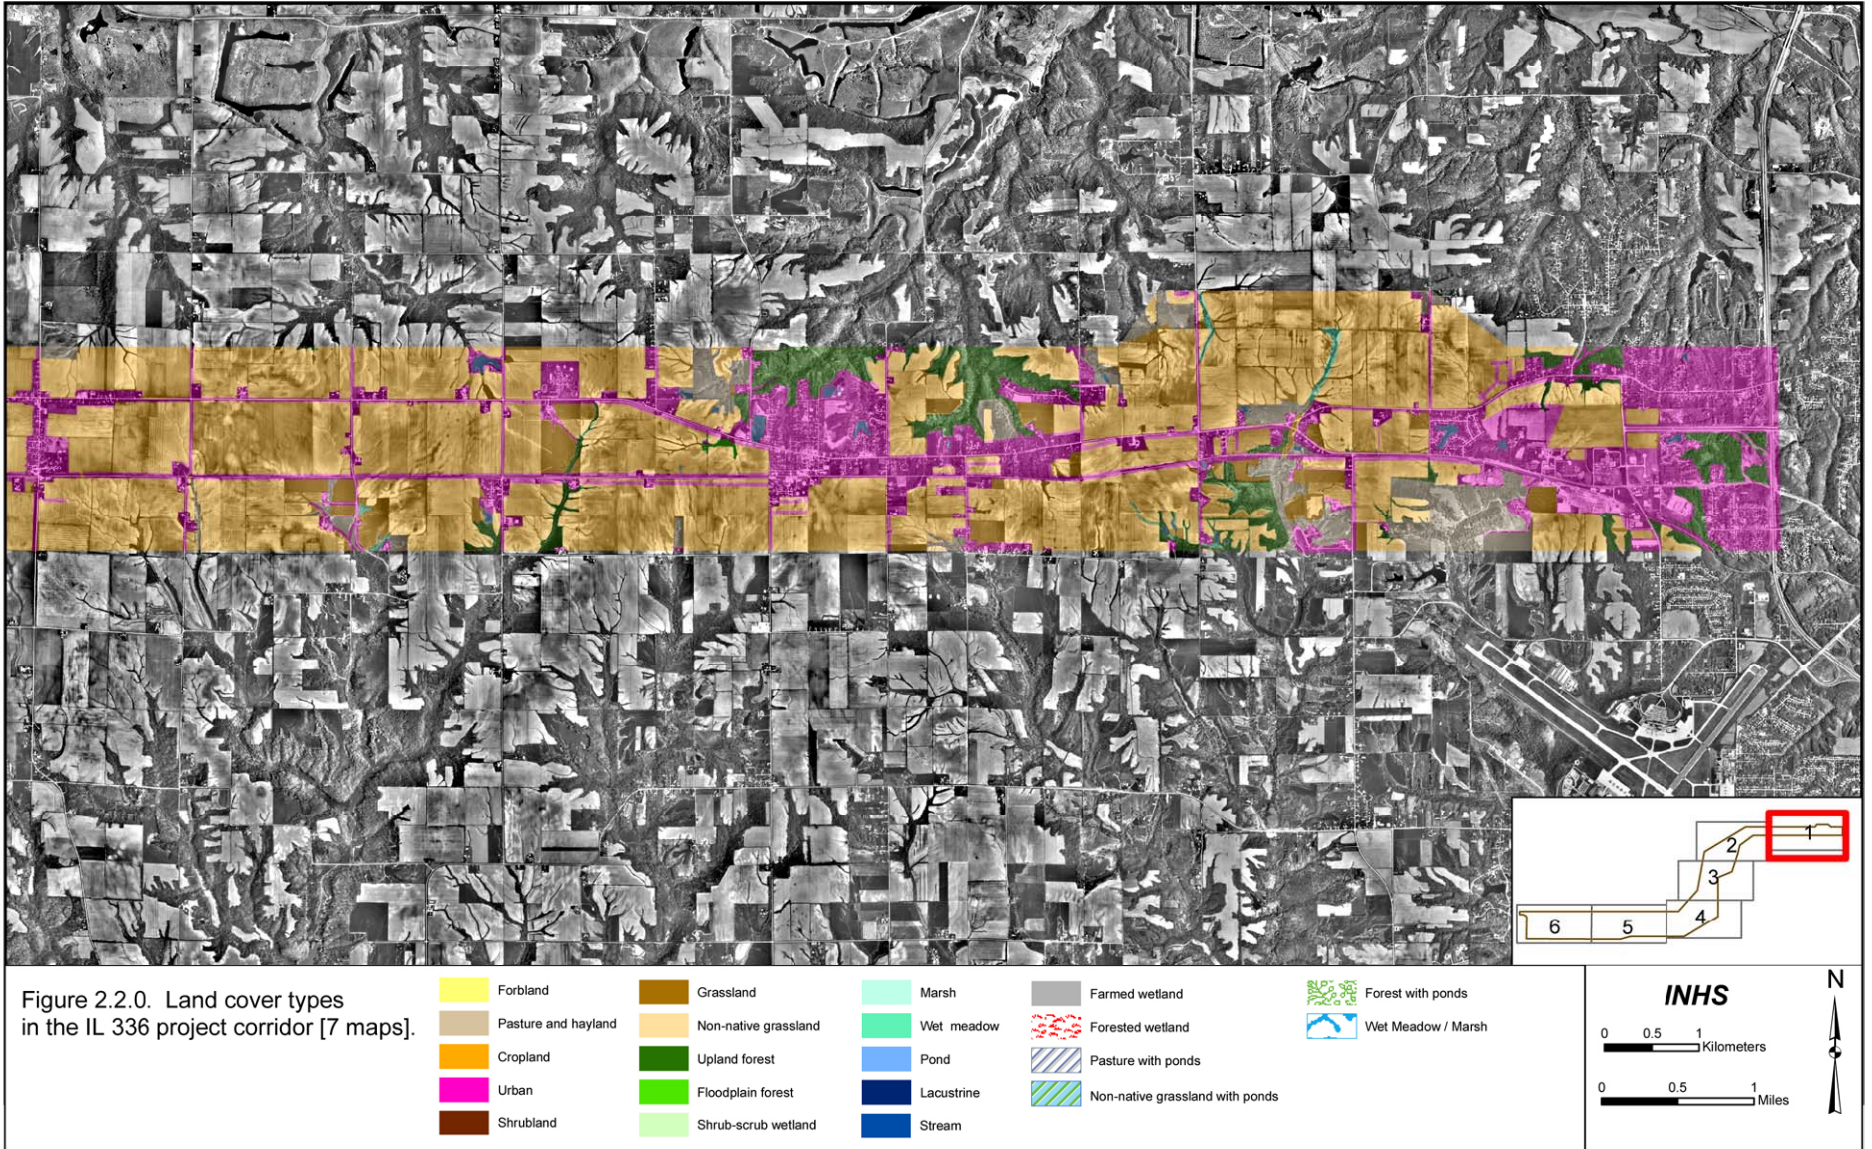 1
2
3
4
5
6
Figure 2.2.0. Land cover types
in the IL 336 project corridor [7 maps].
Forbland
Pasture and hayland
Cropland
Urban
Shrubland
Grassland
Non-native grassland
Upland forest
Floodplain forest
Shrub-scrub wetland
Marsh
Wet meadow
Pond
Lacustrine
Stream
Farmed wetland
Forested wetland
Pasture with ponds
Non-native grassland with ponds
Forest with ponds
Wet Meadow / Marsh
INHS
0 0.5 1
Kilometers
0 0.5 1
Miles
N